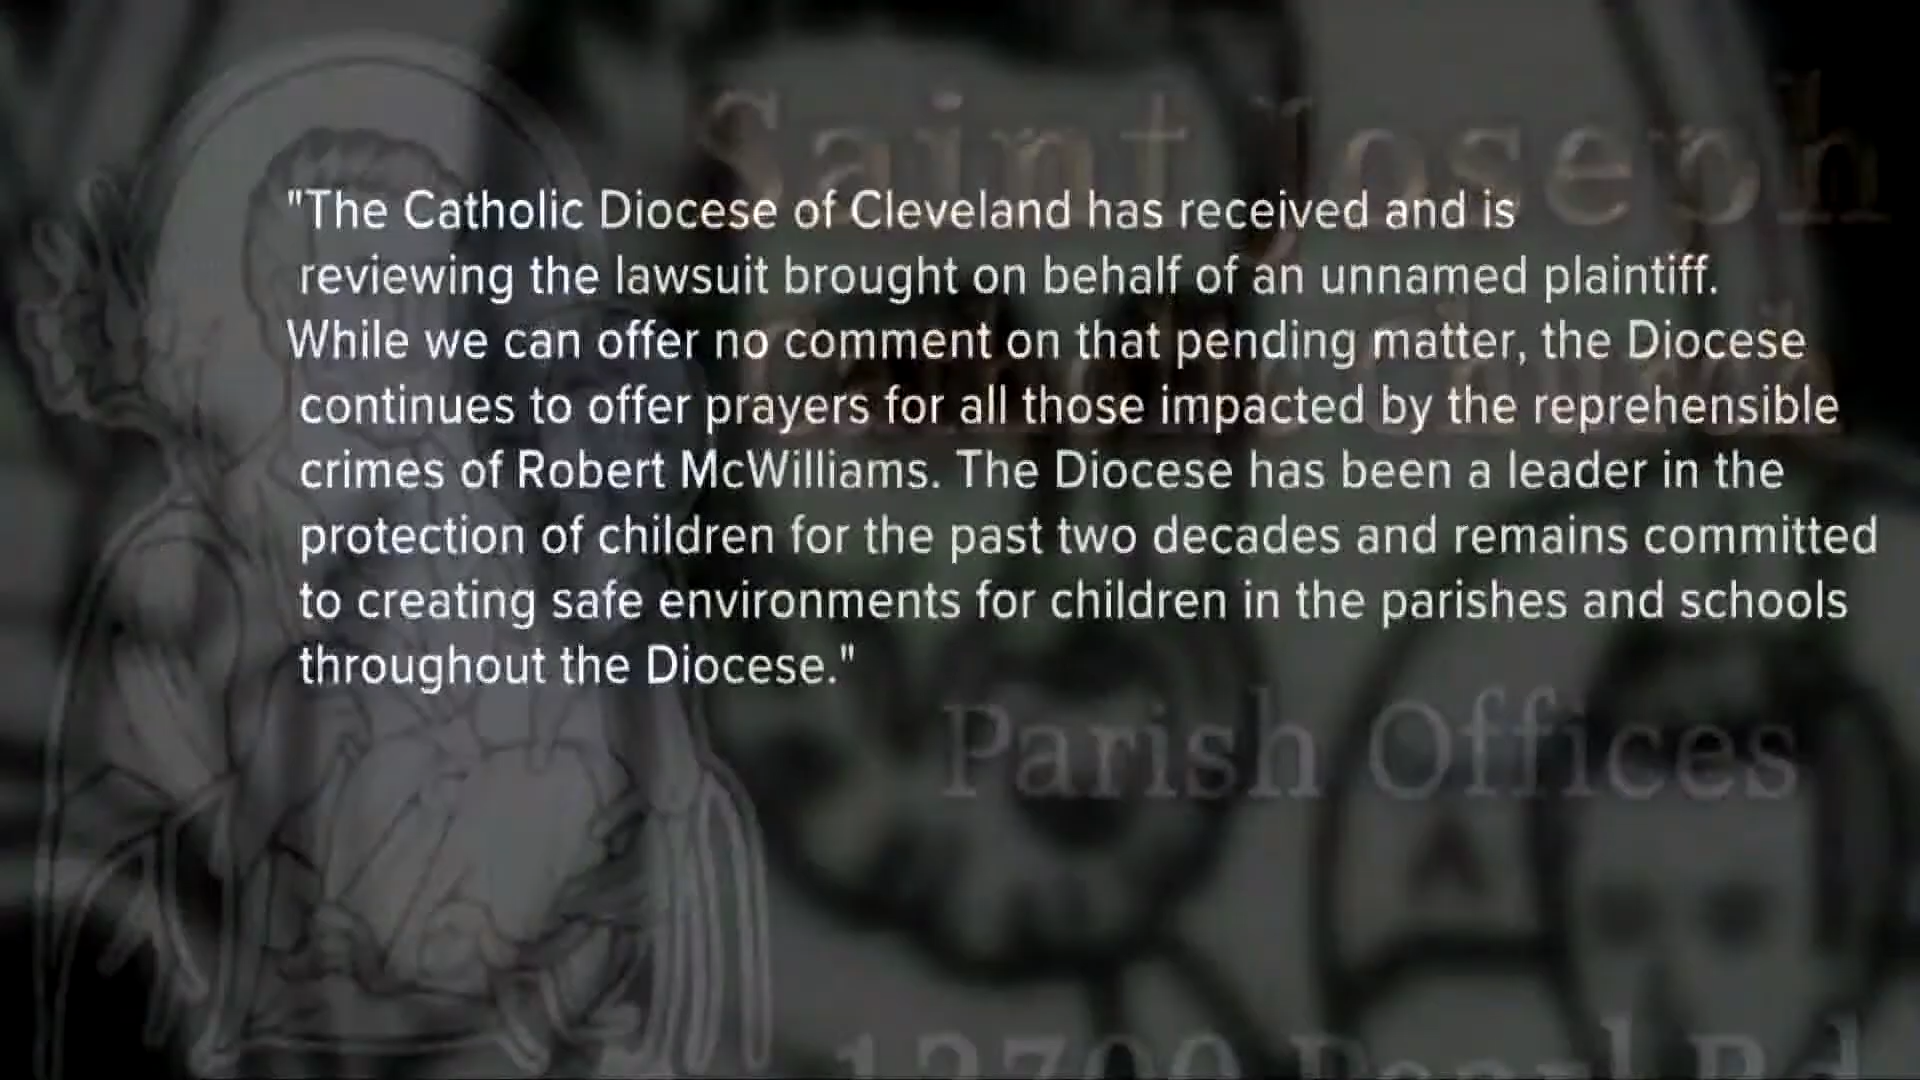 Saint Joseph
"The Catholic Diocese of Cleveland has received and is
reviewing the lawsuit brought on behalf of an unnamed plaintiff.
While we can offer no comment on that pending matter, the Diocese
continues to offer prayers for all those impacted by the reprehensible
crimes of Robert McWilliams. The Diocese has been a leader in the
protection of children for the past two decades and remains committed
to creating safe environments for children in the parishes and schools
throughout the Diocese."
Parish Offices